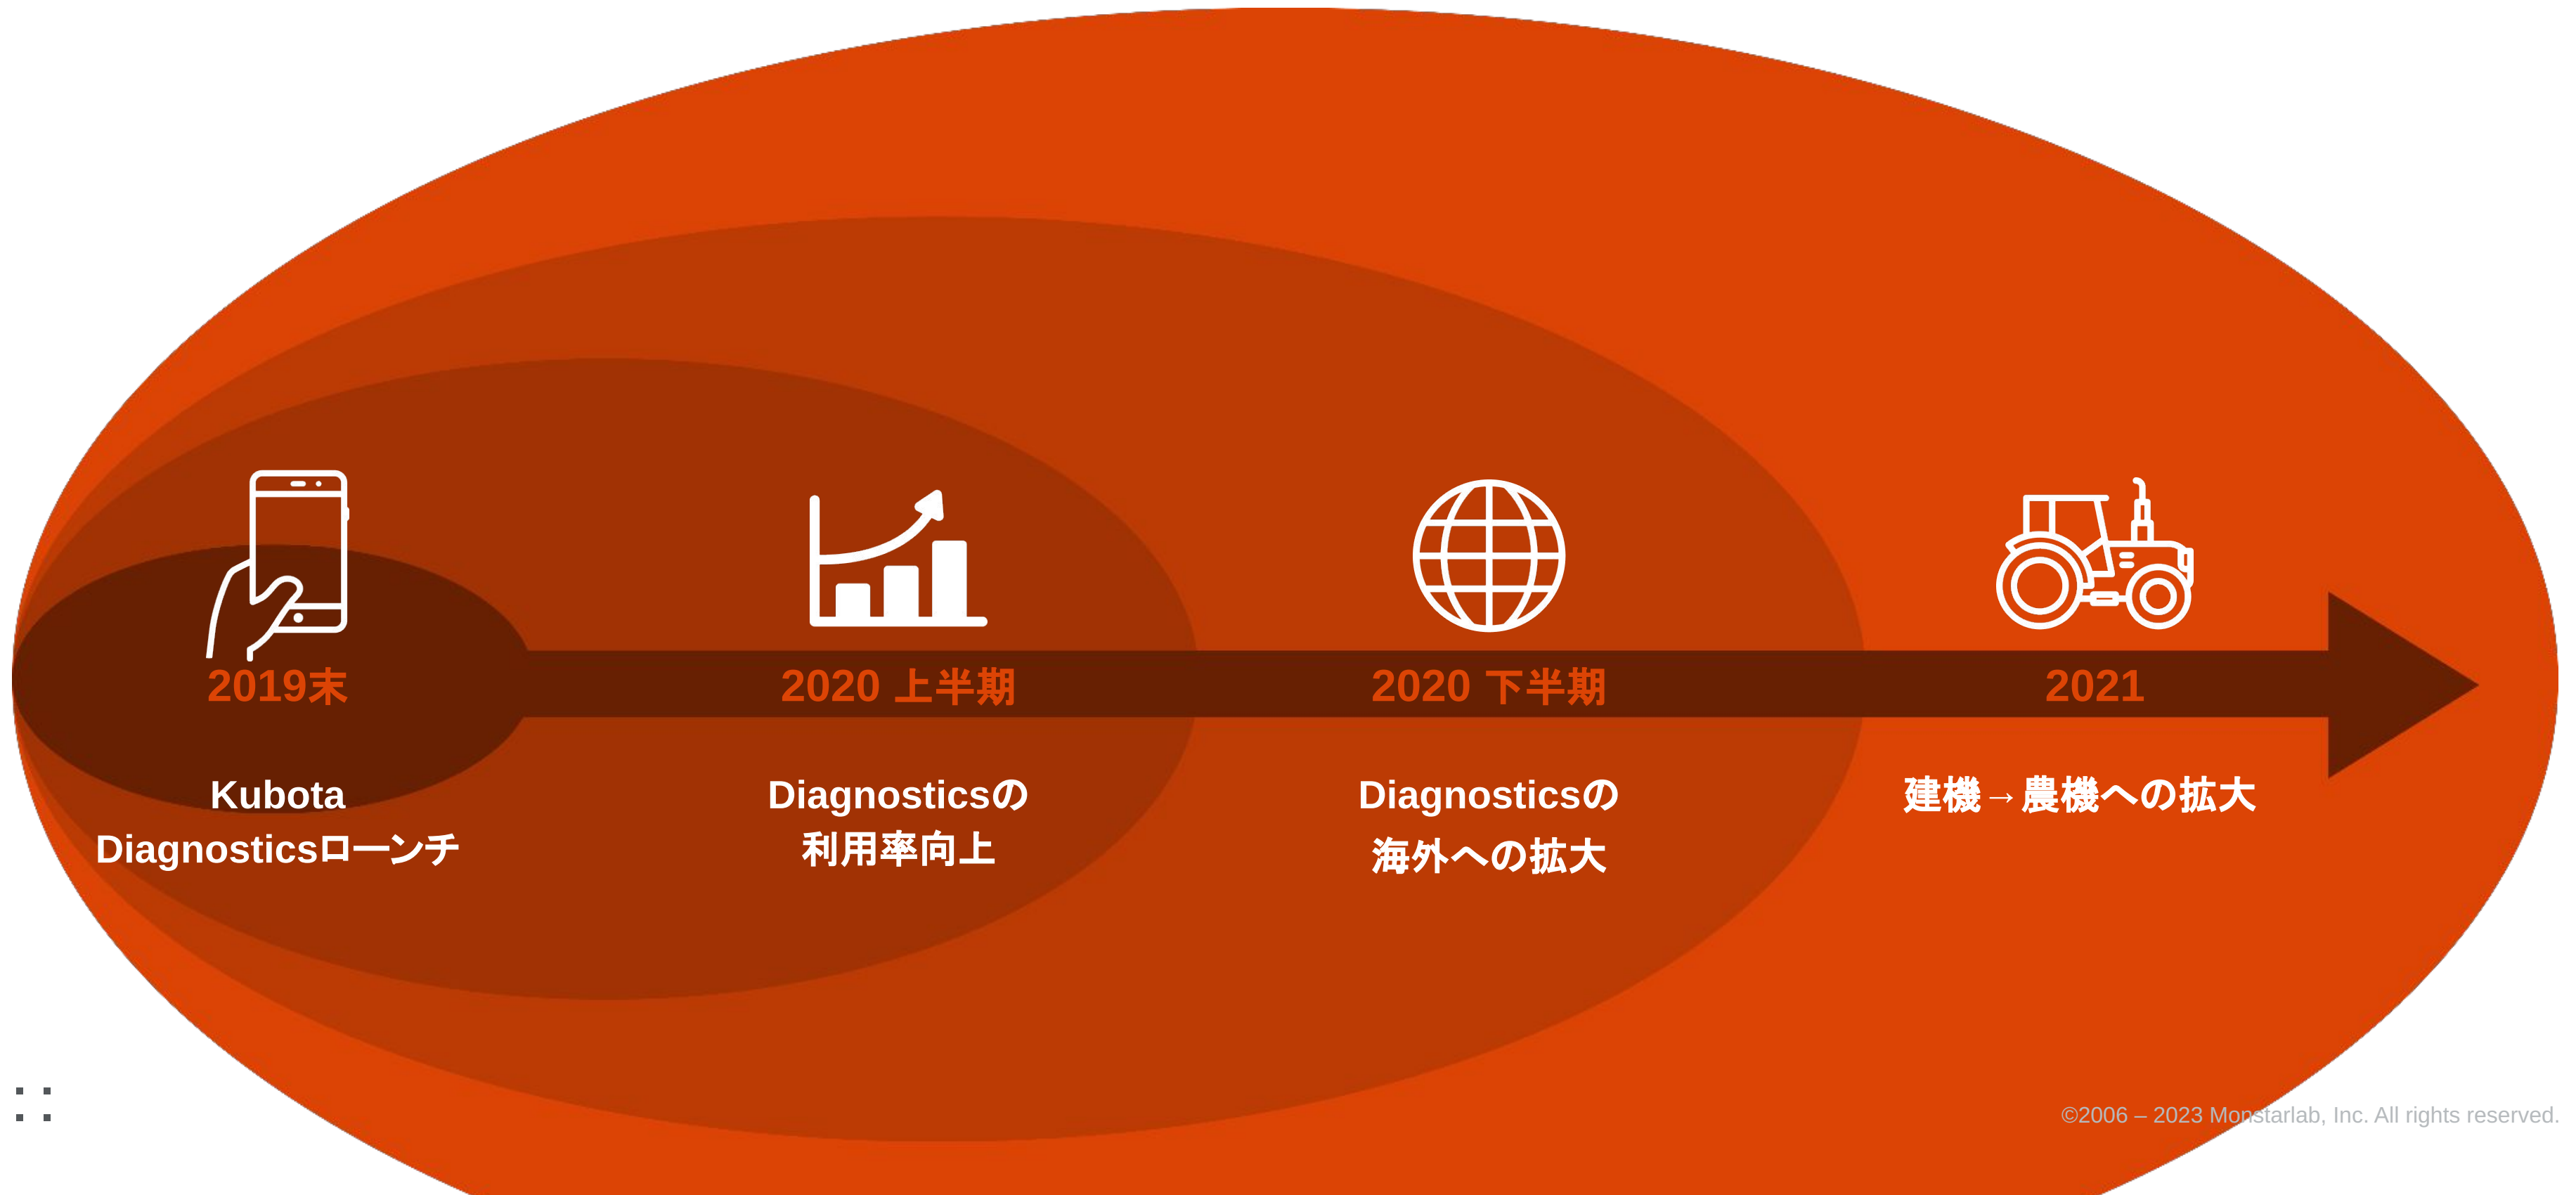 2019末
2020 上半期
2020 下半期
2021
Kubota
Diagnosticsローンチ
Diagnosticsの
利用率向上
Diagnosticsの
海外への拡大
建機→農機への拡大
©2006 – 2023 Monstarlab, Inc. All rights reserved.